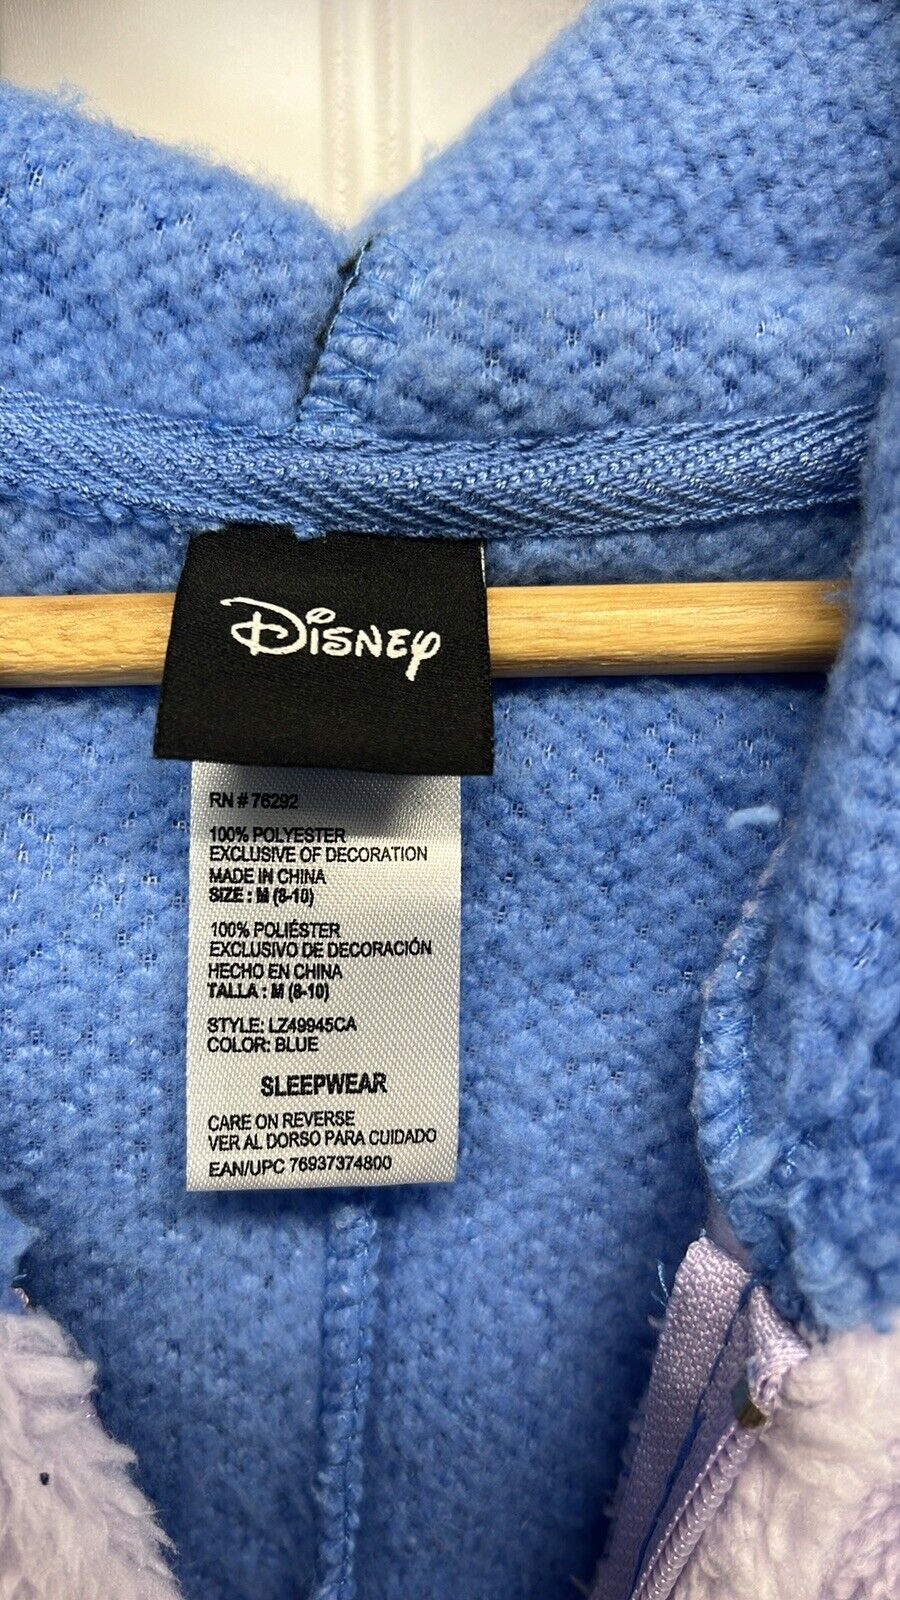 Disney
RN # 76292
100% POLYESTER
EXCLUSIVE OF DECORATION
MADE IN CHINA
SIZE : M (8-10)
100% POLIÉSTER
EXCLUSIVO DE DECORACIÓN
HECHO EN CHINA
TALLA : M (8-10)
STYLE: LZ49945CA
COLOR: BLUE
SLEEPWEAR
CARE ON REVERSE
VER AL DORSO PARA CUIDADO
EAN/UPC 76937374800